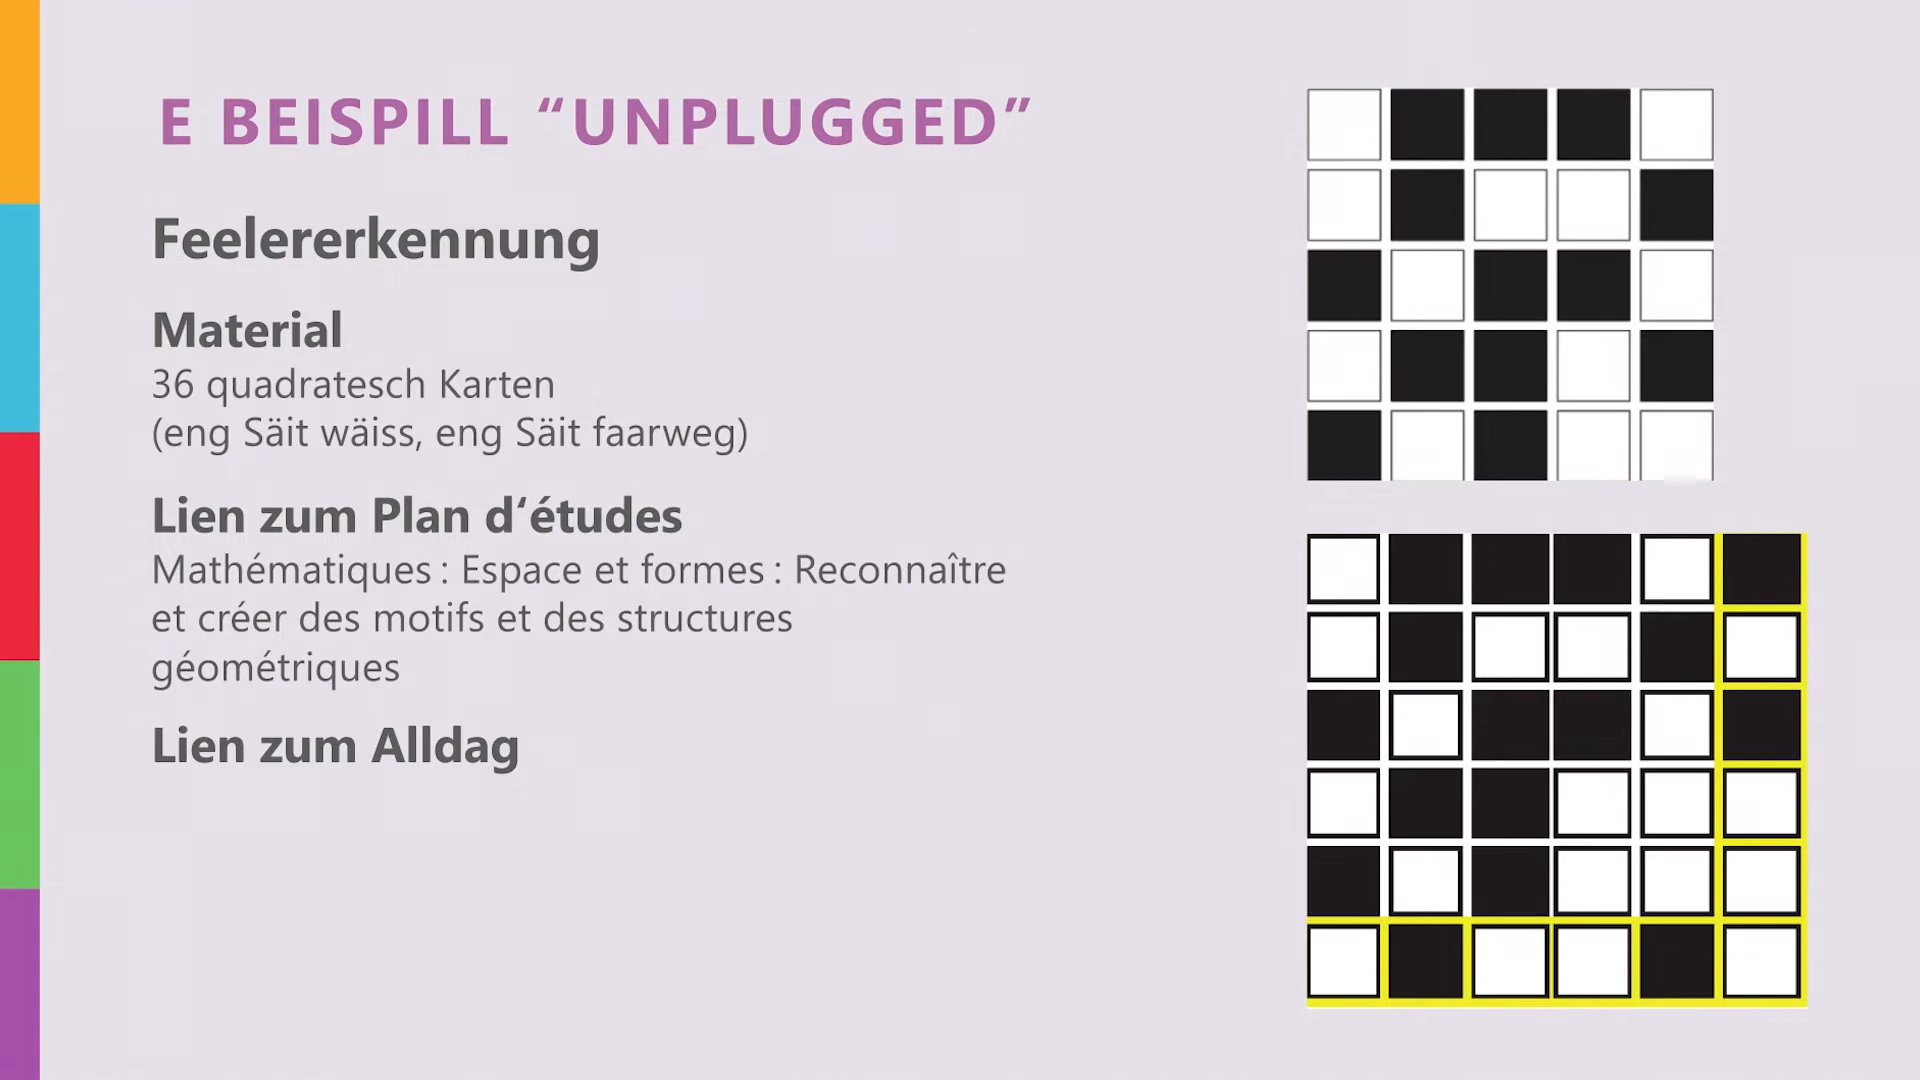 E BEISPILL “UNPLUGGED”
Feelererkennung
Material
36 quadratesch Karten
(eng Säit wäiss, eng Säit faarweg)
Lien zum Plan d‘études
Mathématiques : Espace et formes : Reconnaître
et créer des motifs et des structures
géométriques
Lien zum Alldag